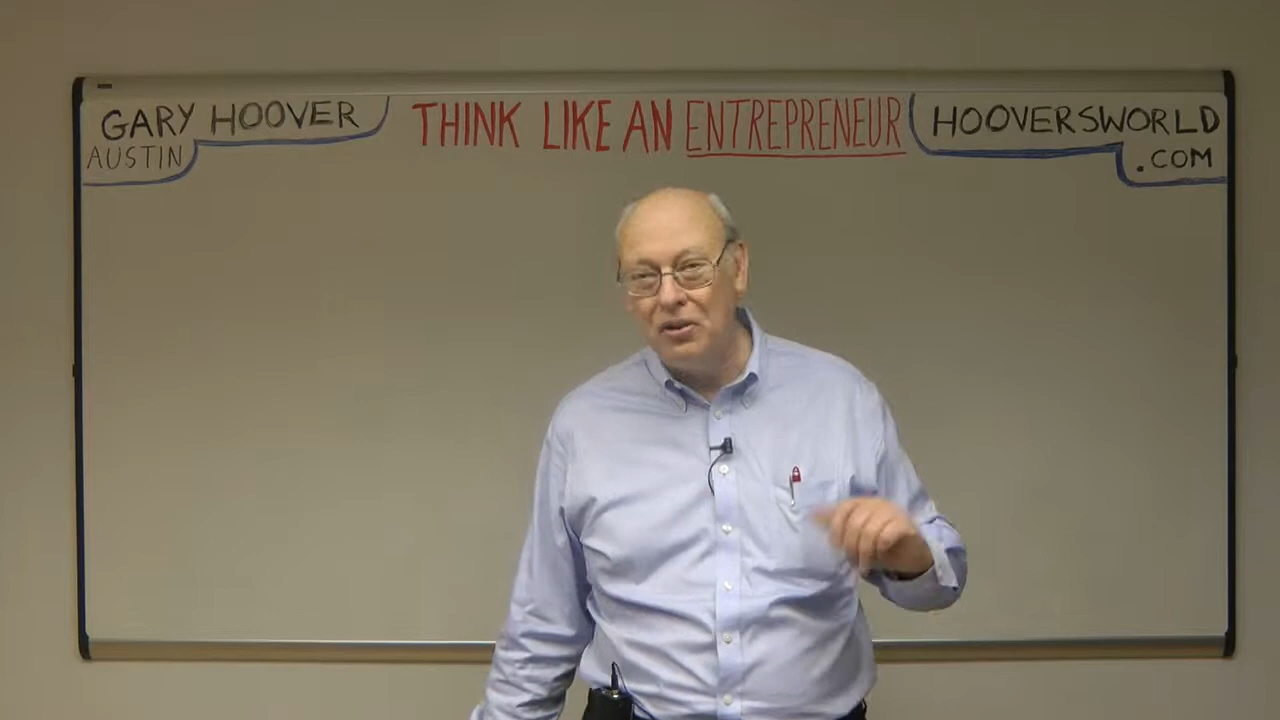 GARY HOOVER
AUSTIN
THINK LIKE AN ENTREPRENEUR
HOOVERSWORLD
.COM